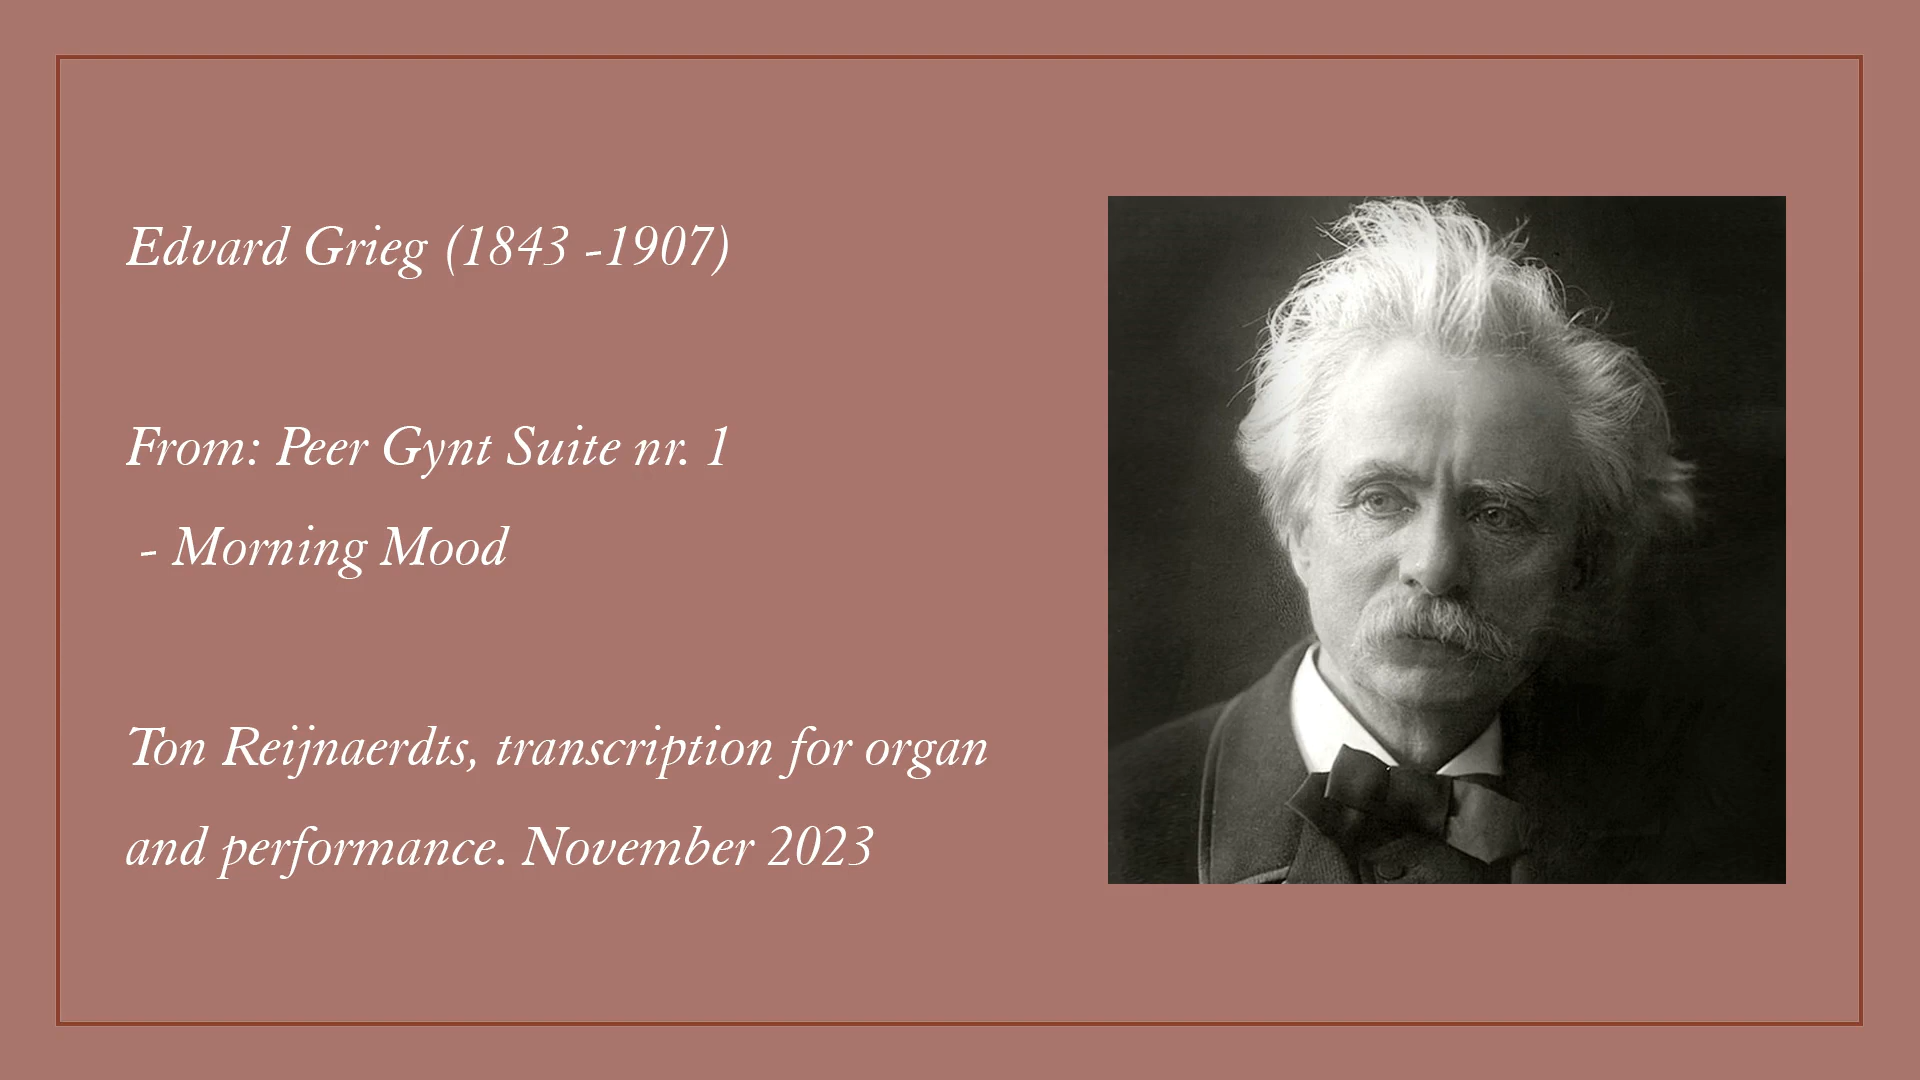 Edvard Grieg (1843 -1907)
From: Peer Gynt Suite nr. 1
- Morning Mood
Ton Reijnaerdts, transcription for organ
and performance. November 2023